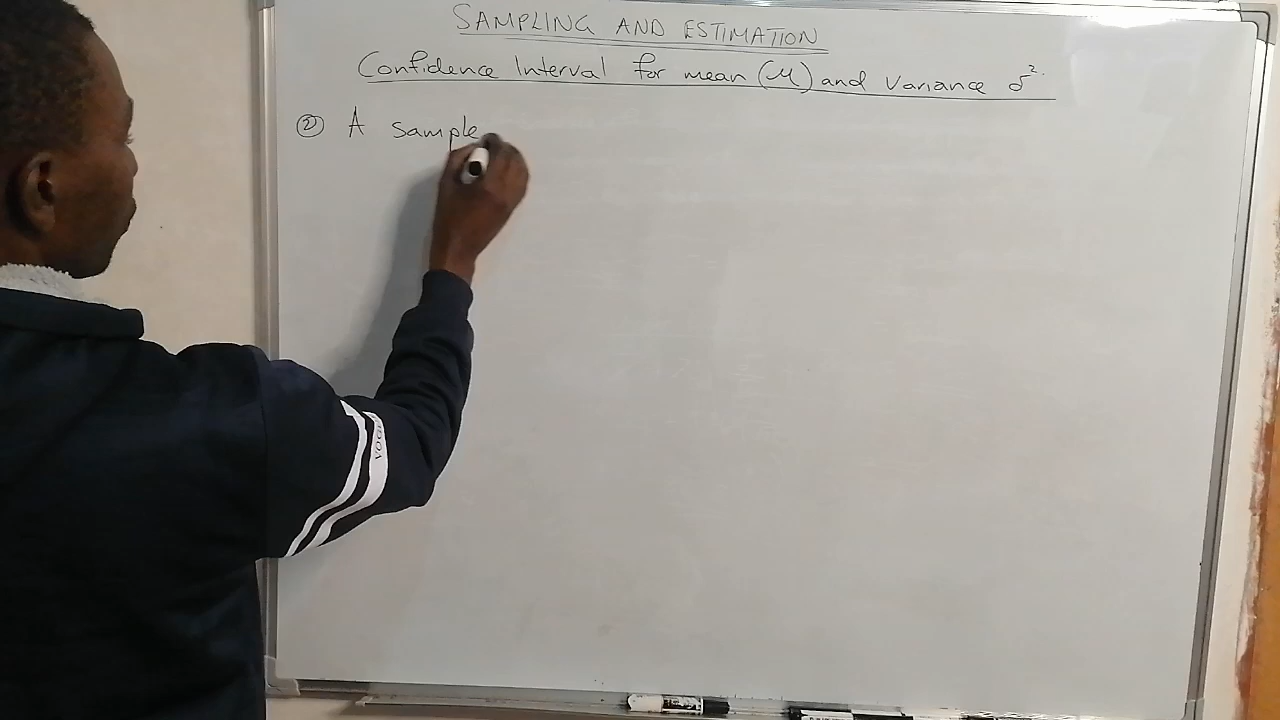 SAMPLING AND ESTIMATION
Confidence Interval for mean (μ) and Variance σ².
② A sample